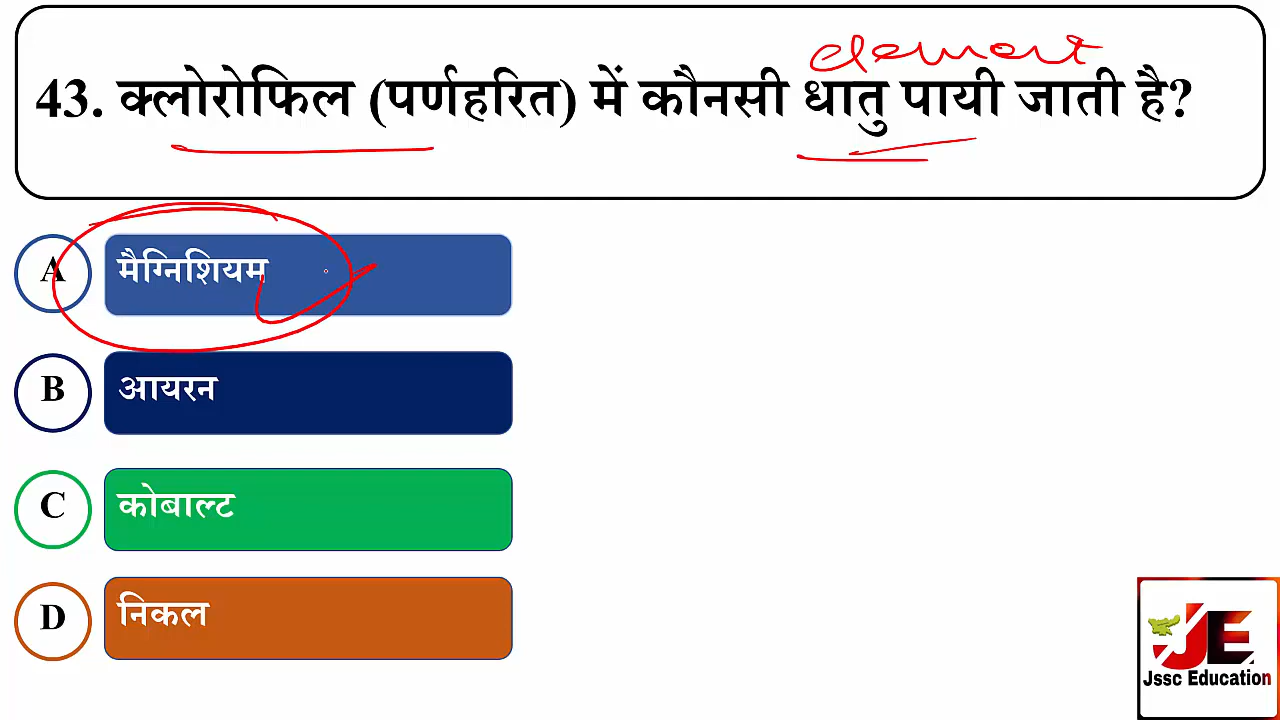 element
43. क्लोरोफिल (पर्णहरित) में कौनसी धातु पायी जाती है?
A मैग्निशियम
B आयरन
C कोबाल्ट
D निकल
JE
Jssc Education